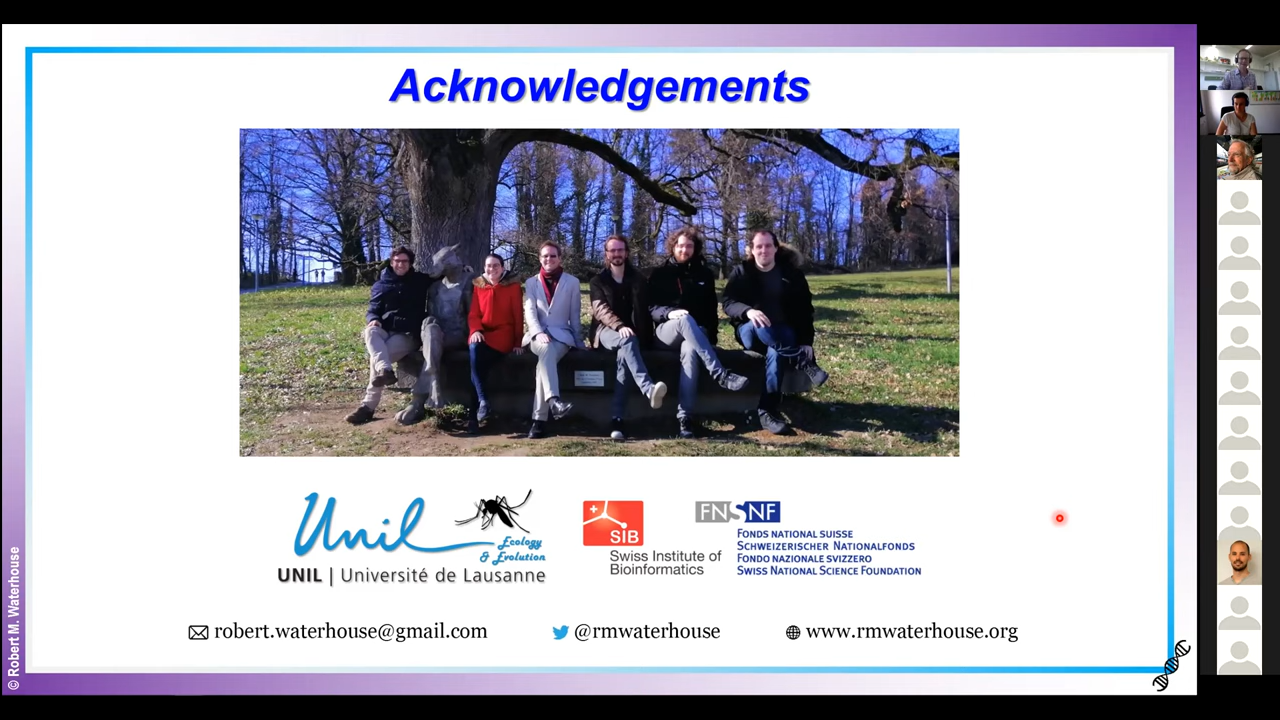 Acknowledgements
Unil
Ecology
& Evolution
UNIL | Université de Lausanne
SIB
Swiss Institute of
Bioinformatics
FNSNF
FONDS NATIONAL SUISSE
SCHWEIZERISCHER NATIONALFONDS
FONDO NAZIONALE SVIZZERO
SWISS NATIONAL SCIENCE FOUNDATION
robert.waterhouse@gmail.com
@rmwaterhouse
www.rmwaterhouse.org
© Robert M. Waterhouse